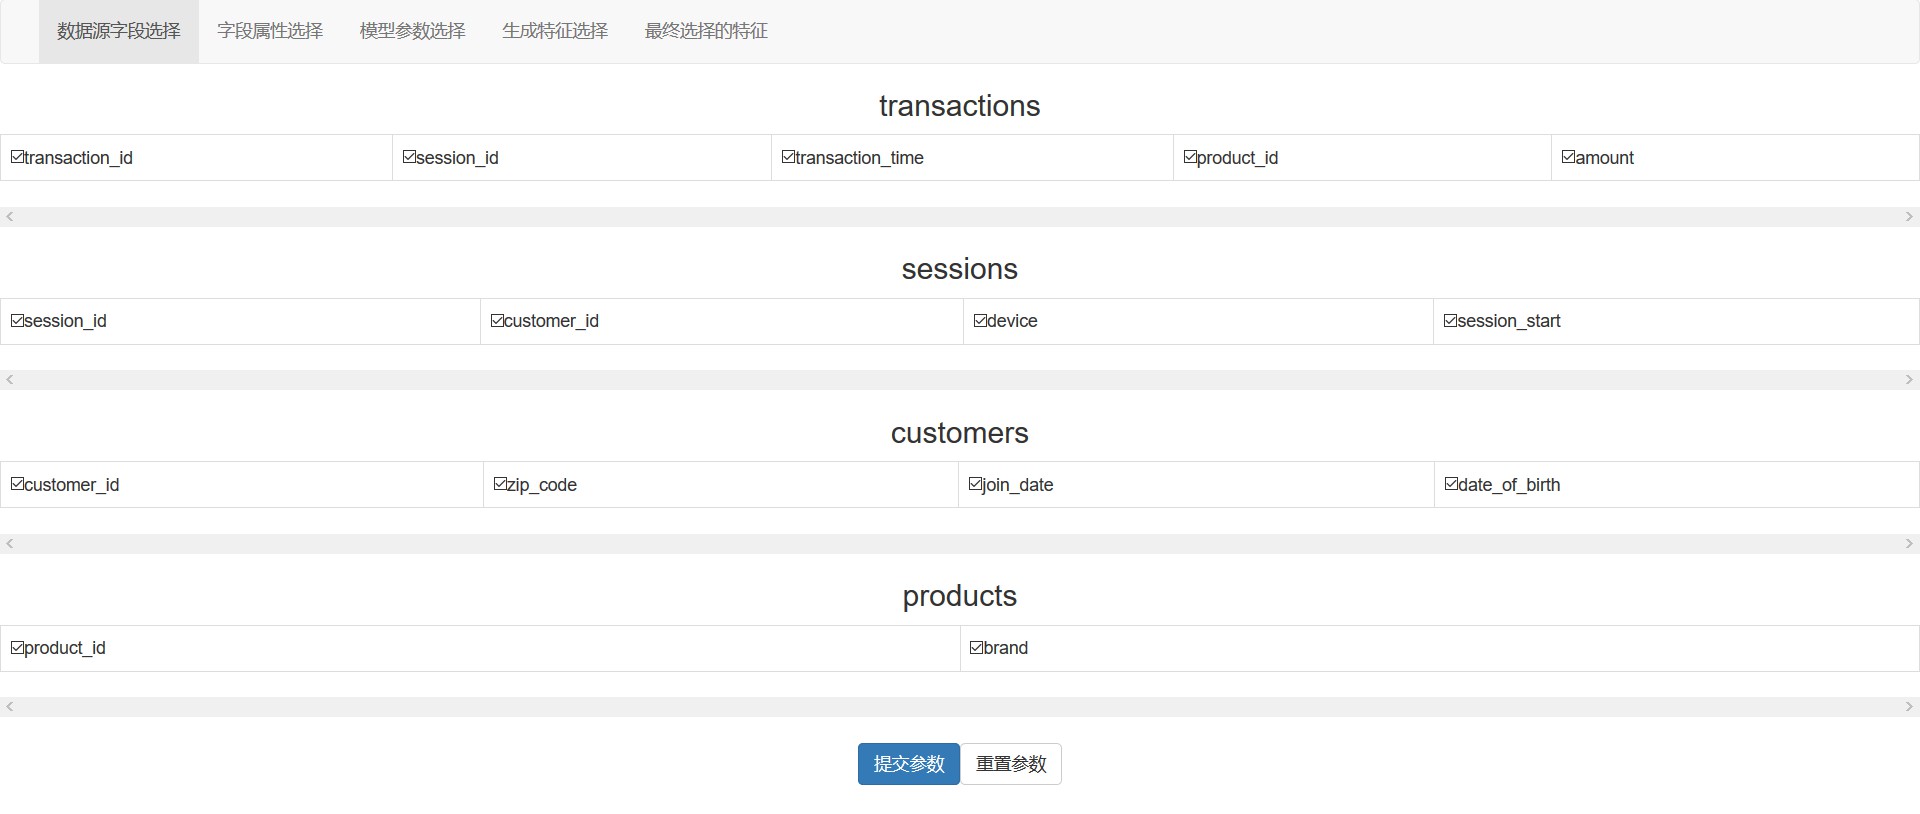 数据源字段选择 字段属性选择 模型参数选择 生成特征选择 最终选择的特征
transactions
transaction_id session_id transaction_time product_id amount
sessions
session_id customer_id device session_start
customers
customer_id zip_code join_date date_of_birth
products
product_id brand
提交参数 重置参数